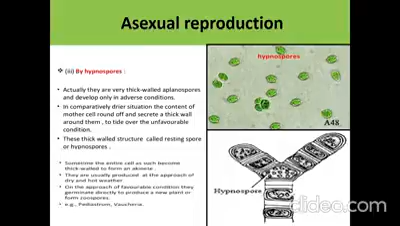 Asexual reproduction
❖ (iii) By hypnospores :
• Actually they are very thick-walled aplanospores
and develop only in adverse conditions.
• In comparatively drier situation the content of
mother cell round off and secrete a thick wall
around them , to tide over the unfavourable
condition.
• These thick walled structure called resting spore
or hypnospores .
• Sometime the entire cell as such become
thick-walled to form an akinete .
• They are usually produced at the approach of
dry and hot weather
• On the approach of favourable condition they
germinate directly to produce a new plant or
form zoospores.
• e.g., Pediastrum, Vaucheria.
hypnospores
A48
Hypnospore
clideo.com